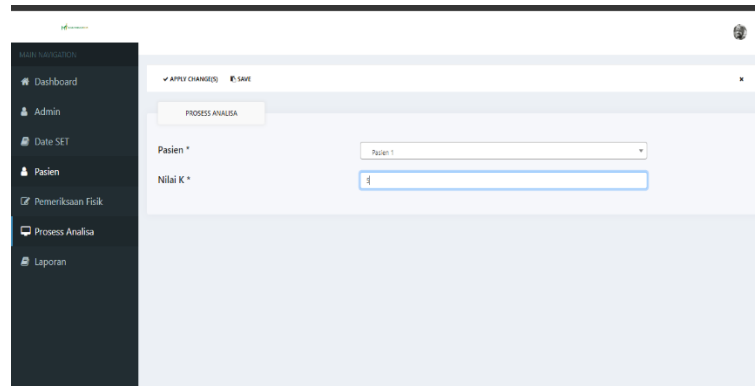 MAIN NAVIGATION
Dashboard
Admin
Date SET
Pasien
Pemeriksaan Fisik
Prosess Analisa
Laporan
✔ APPLY CHANGE(S) SAVE ×
PROSESS ANALISA
Pasien * Pasien 1
Nilai K * 5